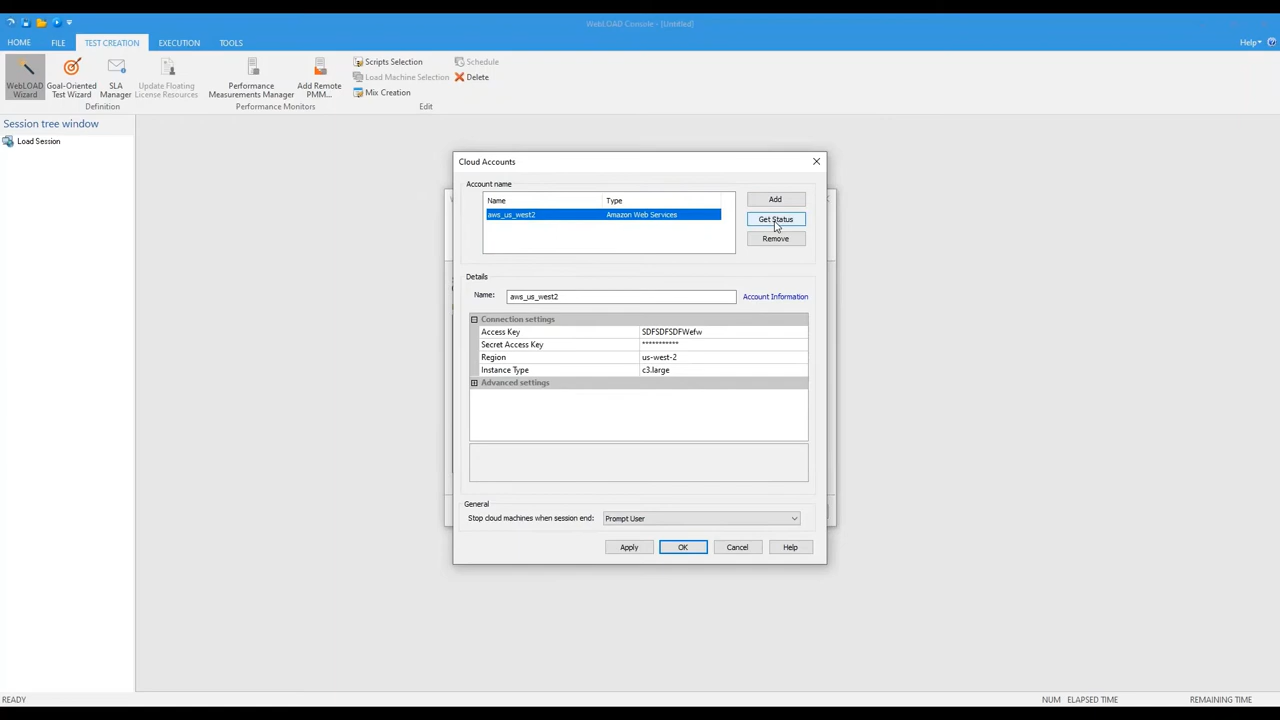 WebLOAD Console - [Untitled]
HOME FILE TEST CREATION EXECUTION TOOLS Help
WebLOAD Wizard
Goal-Oriented Test Wizard
SLA Manager
Update Floating License Resources
Definition
Performance Measurements Manager
Add Remote PMM...
Performance Monitors
Scripts Selection
Load Machine Selection
Mix Creation
Schedule
Delete
Edit
Session tree window
Load Session
Cloud Accounts
Account name
Name Type
aws_us_west2 Amazon Web Services
Add
Get Status
Remove
Details
Name: aws_us_west2 Account Information
Connection settings
Access Key SDFSDFSDFWefw
Secret Access Key ***********
Region us-west-2
Instance Type c3.large
Advanced settings
General
Stop cloud machines when session end: Prompt User
Apply OK Cancel Help
READY NUM ELAPSED TIME REMAINING TIME